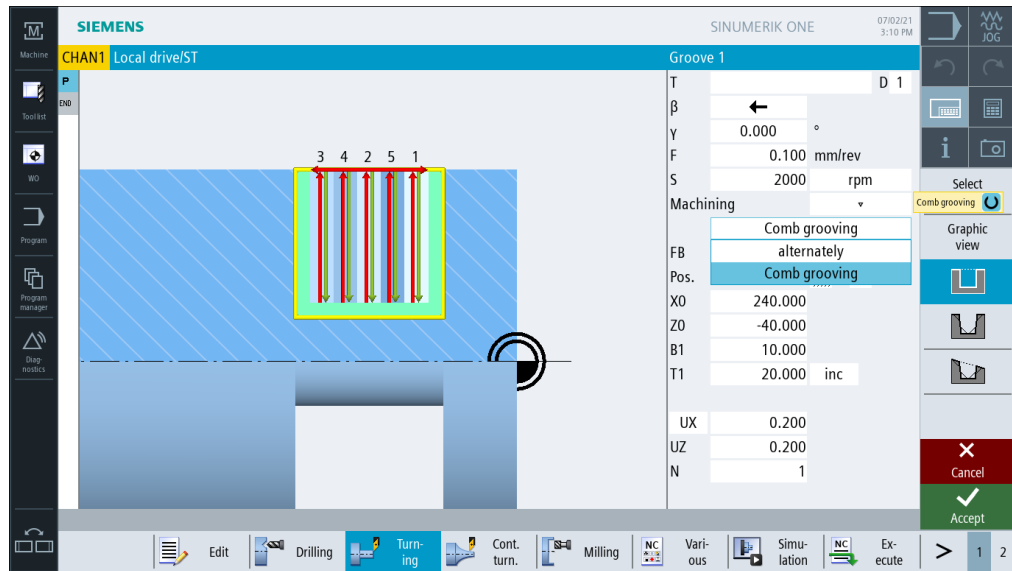 M
Machine
Tool list
WO
Program
Program
manager
Diag-
nostics
SIEMENS
SINUMERIK ONE
07/02/21
3:10 PM
JOG
CHAN1 Local drive/ST
P
END
3 4 2 5 1
Groove 1
T D 1
β
γ 0.000 °
F 0.100 mm/rev
S 2000 rpm
Machining ▿
Comb grooving
FB alternately
Pos. Comb grooving
X0 240.000
Z0 -40.000
B1 10.000
T1 20.000 inc
UX 0.200
UZ 0.200
N 1
i
Select
Comb grooving
Graphic
view
Cancel
Accept
Edit
Drilling
Turn-
ing
Cont.
turn.
Milling
NC
Vari-
ous
Simu-
lation
NC
Ex-
ecute
> 1 2